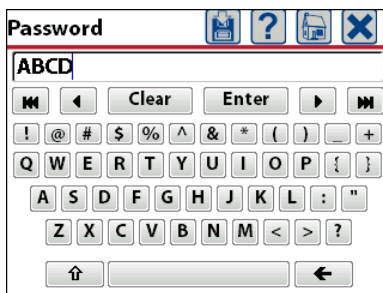 Password ?
ABCD
Clear Enter
! @ # $ % ^ & * ( ) _ +
Q W E R T Y U I O P { }
A S D F G H J K L : "
Z X C V B N M < > ?